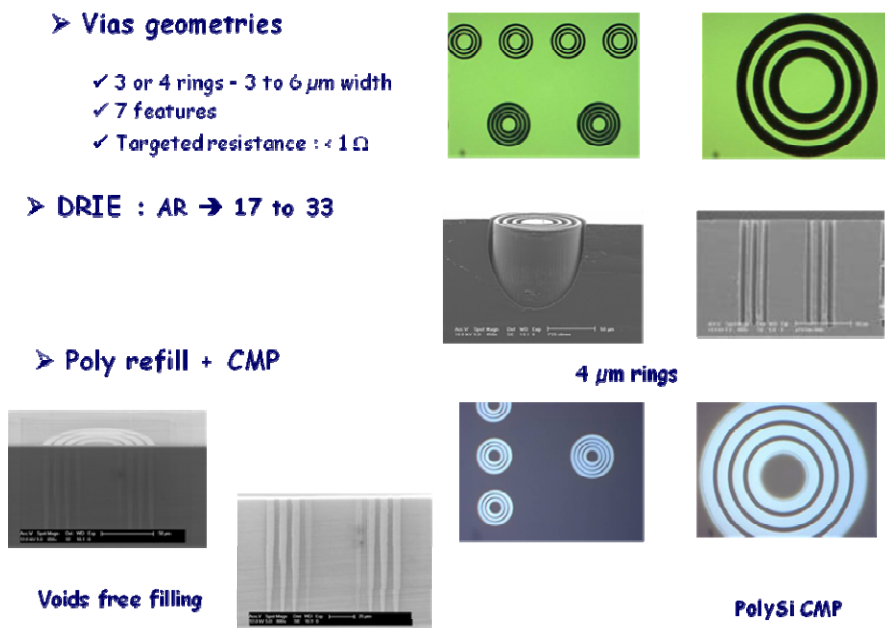 ➢ Vias geometries
✓ 3 or 4 rings - 3 to 6 µm width
✓ 7 features
✓ Targeted resistance : < 1 Ω
➢ DRIE : AR → 17 to 33
➢ Poly refill + CMP
4 µm rings
Voids free filling
PolySi CMP